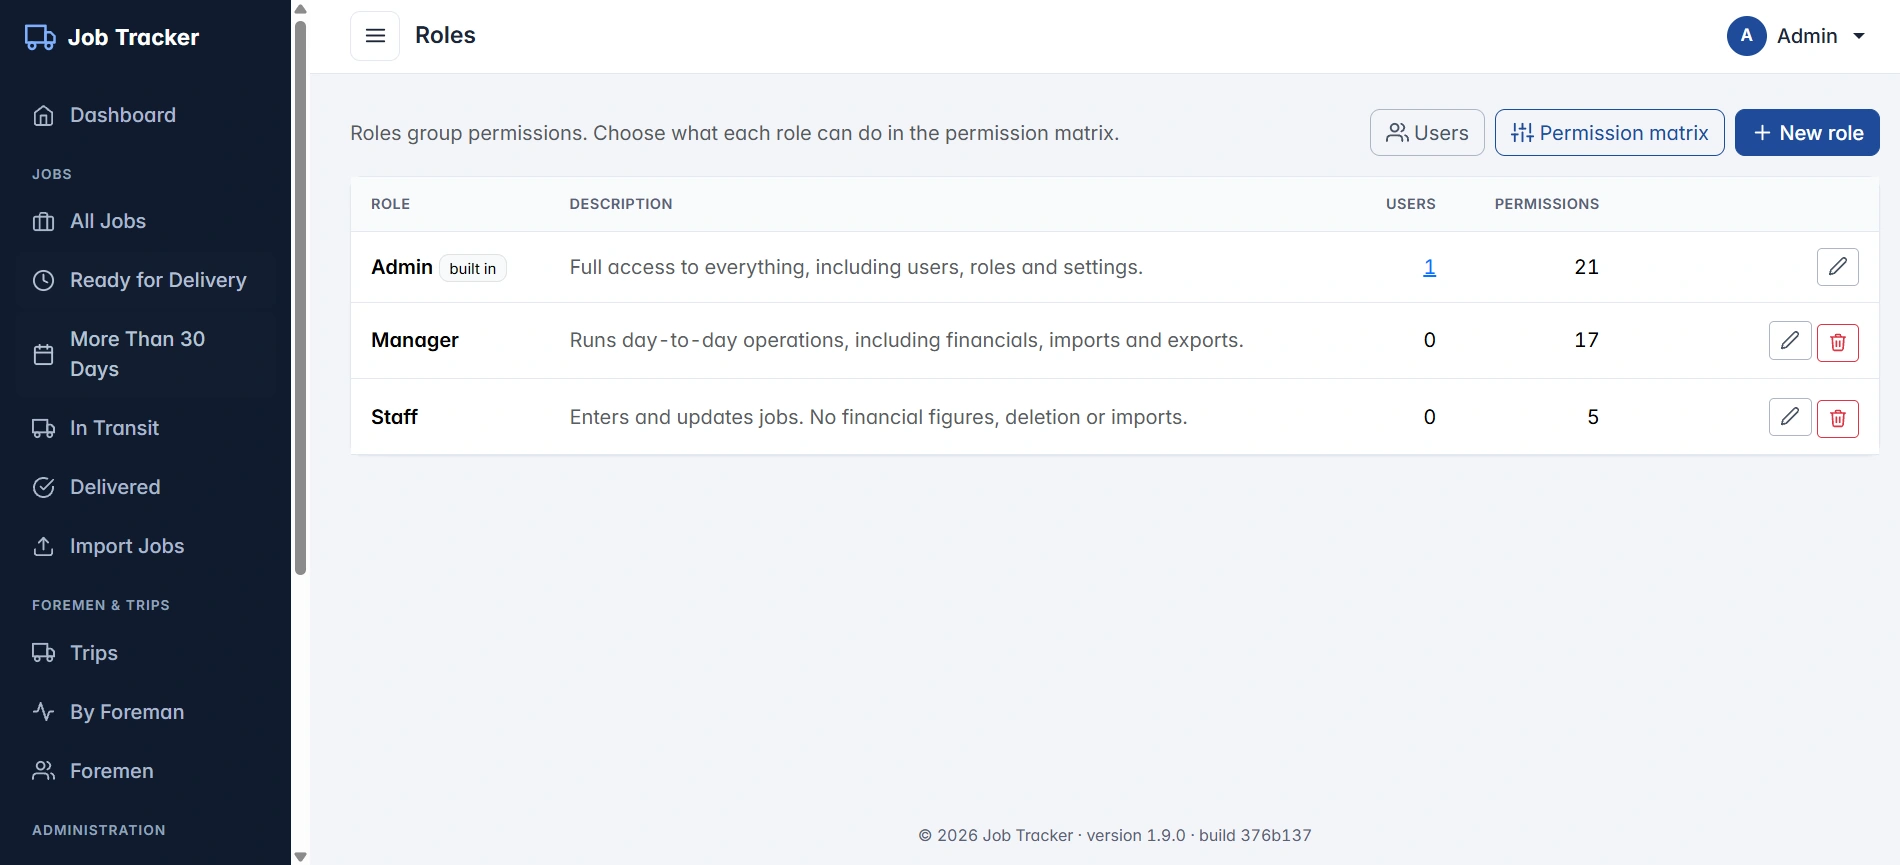 Job Tracker
Dashboard
JOBS
All Jobs
Ready for Delivery
More Than 30
Days
In Transit
Delivered
Import Jobs
FOREMEN & TRIPS
Trips
By Foreman
Foremen
ADMINISTRATION
Roles
A Admin
Roles group permissions. Choose what each role can do in the permission matrix.
Users
Permission matrix
+ New role
ROLE DESCRIPTION USERS PERMISSIONS
Admin built in Full access to everything, including users, roles and settings. 1 21
Manager Runs day-to-day operations, including financials, imports and exports. 0 17
Staff Enters and updates jobs. No financial figures, deletion or imports. 0 5
© 2026 Job Tracker · version 1.9.0 · build 376b137